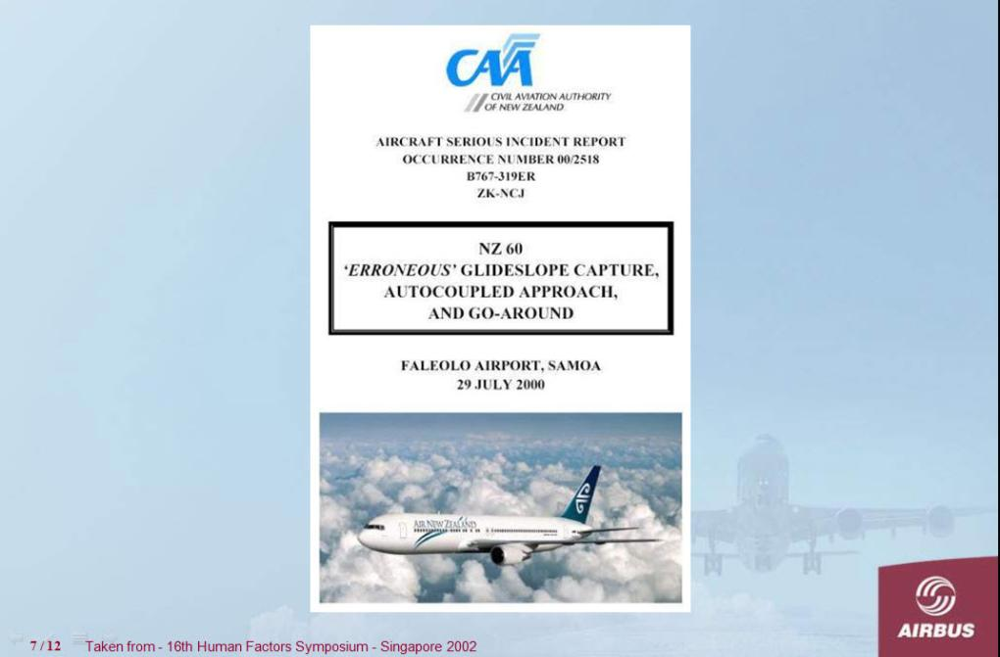 CAA
CIVIL AVIATION AUTHORITY
OF NEW ZEALAND
AIRCRAFT SERIOUS INCIDENT REPORT
OCCURRENCE NUMBER 00/2518
B767-319ER
ZK-NCJ
NZ 60
‘ERRONEOUS’ GLIDESLOPE CAPTURE,
AUTOCOUPLED APPROACH,
AND GO-AROUND
FALEOLO AIRPORT, SAMOA
29 JULY 2000
AIR NEW ZEALAND
AIRBUS
7 / 12 Taken from - 16th Human Factors Symposium - Singapore 2002